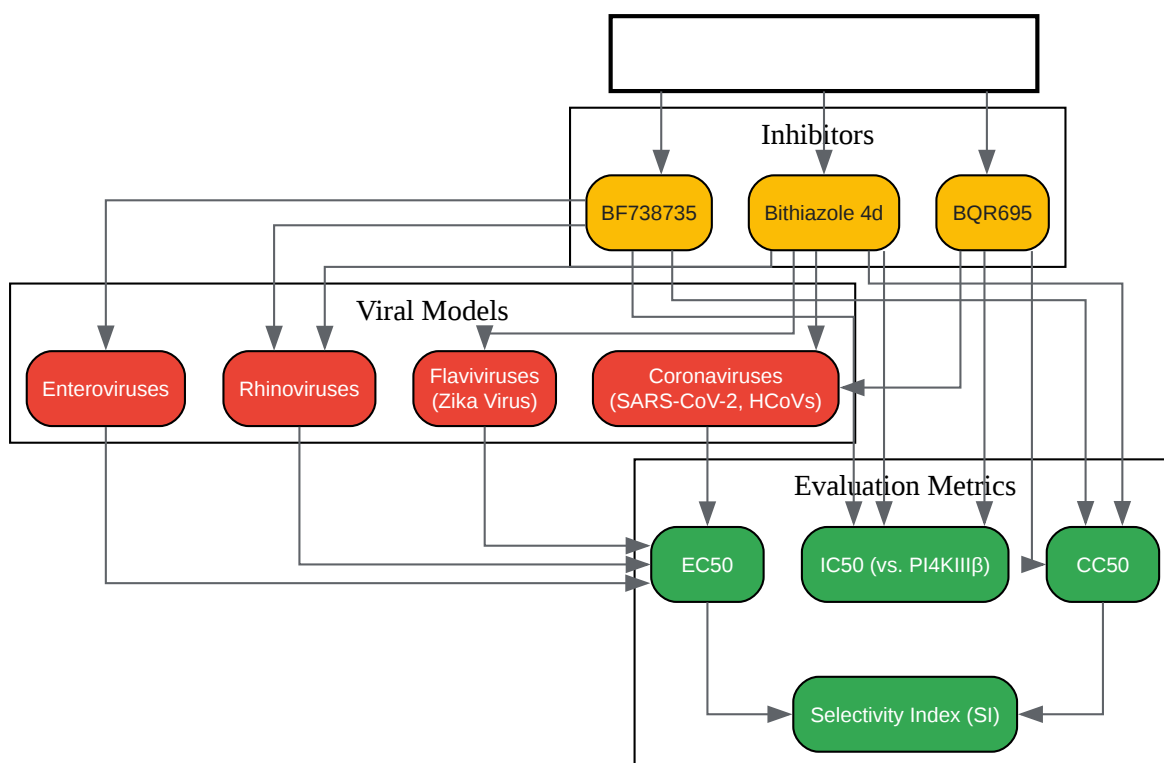 Inhibitors
BF738735
Bithiazole 4d
BQR695
Viral Models
Enteroviruses
Rhinoviruses
Flaviviruses
(Zika Virus)
Coronaviruses
(SARS-CoV-2, HCoVs)
Evaluation Metrics
EC50
IC50 (vs. PI4KIIIβ)
CC50
Selectivity Index (SI)